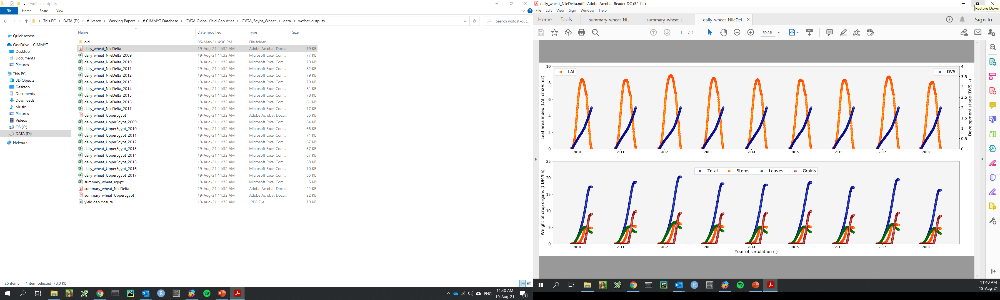 wofost-outputs
File Home Share View
This PC DATA (D:) # Jvasco Working Papers # CIMMYT Database GYGA Global Yield Gap Atlas GYGA_Egypt_Wheat data wofost-outputs Search wofost-out...
Name Date modified Type Size
Quick access
OneDrive - CIMMYT
Desktop
Documents
Pictures
This PC
3D Objects
Desktop
Documents
Downloads
Music
Pictures
Videos
OS (C:)
DATA (D:)
Network
old 05-Mar-21 4:36 PM File folder
daily_wheat_NileDelta 19-Aug-21 11:32 AM Adobe Acrobat Docu... 79 KB
daily_wheat_NileDelta_2009 19-Aug-21 11:32 AM Microsoft Excel Com... 77 KB
daily_wheat_NileDelta_2010 19-Aug-21 11:32 AM Microsoft Excel Com... 79 KB
daily_wheat_NileDelta_2011 19-Aug-21 11:32 AM Microsoft Excel Com... 82 KB
daily_wheat_NileDelta_2012 19-Aug-21 11:32 AM Microsoft Excel Com... 79 KB
daily_wheat_NileDelta_2013 19-Aug-21 11:32 AM Microsoft Excel Com... 79 KB
daily_wheat_NileDelta_2014 19-Aug-21 11:32 AM Microsoft Excel Com... 81 KB
daily_wheat_NileDelta_2015 19-Aug-21 11:32 AM Microsoft Excel Com... 78 KB
daily_wheat_NileDelta_2016 19-Aug-21 11:32 AM Microsoft Excel Com... 81 KB
daily_wheat_NileDelta_2017 19-Aug-21 11:32 AM Microsoft Excel Com... 77 KB
daily_wheat_UpperEgypt 19-Aug-21 11:32 AM Adobe Acrobat Docu... 65 KB
daily_wheat_UpperEgypt_2009 19-Aug-21 11:32 AM Microsoft Excel Com... 64 KB
daily_wheat_UpperEgypt_2010 19-Aug-21 11:32 AM Microsoft Excel Com... 66 KB
daily_wheat_UpperEgypt_2011 19-Aug-21 11:32 AM Microsoft Excel Com... 71 KB
daily_wheat_UpperEgypt_2012 19-Aug-21 11:32 AM Microsoft Excel Com... 67 KB
daily_wheat_UpperEgypt_2013 19-Aug-21 11:32 AM Microsoft Excel Com... 67 KB
daily_wheat_UpperEgypt_2014 19-Aug-21 11:32 AM Microsoft Excel Com... 67 KB
daily_wheat_UpperEgypt_2015 19-Aug-21 11:32 AM Microsoft Excel Com... 68 KB
daily_wheat_UpperEgypt_2016 19-Aug-21 11:32 AM Microsoft Excel Com... 70 KB
daily_wheat_UpperEgypt_2017 19-Aug-21 11:32 AM Microsoft Excel Com... 65 KB
summary_wheat_egypt 19-Aug-21 11:32 AM Microsoft Excel Com... 5 KB
summary_wheat_NileDelta 19-Aug-21 11:32 AM Adobe Acrobat Docu... 22 KB
summary_wheat_UpperEgypt 19-Aug-21 11:32 AM Adobe Acrobat Docu... 22 KB
yield gap closure 19-Aug-21 11:32 AM JPEG File 79 KB
25 items 1 item selected 78.0 KB
ENG 11:40 AM
19-Aug-21 1
daily_wheat_NileDelta.pdf - Adobe Acrobat Reader DC (32-bit)
Restore Down
File Edit View Sign Window Help
Home Tools summary_wheat_Ni... summary_wheat_U... daily_wheat_NileDel... × Sign In
1 / 1 59.9%
Leaf area index (LAI, cm2/cm2)
10
8
6
4
2
0
LAI
DVS
4
3.5
3
2.5
2
1.5
1
0.5
0
Development stage (DVS, -)
2010 2011 2012 2013 2014 2015 2016 2017 2018
Weight of crop organs (t DM/ha)
25
20
15
10
5
0
Total Stems Leaves Grains
2010 2011 2012 2013 2014 2015 2016 2017 2018
Year of simulation (-)
11:40 AM
19-Aug-21